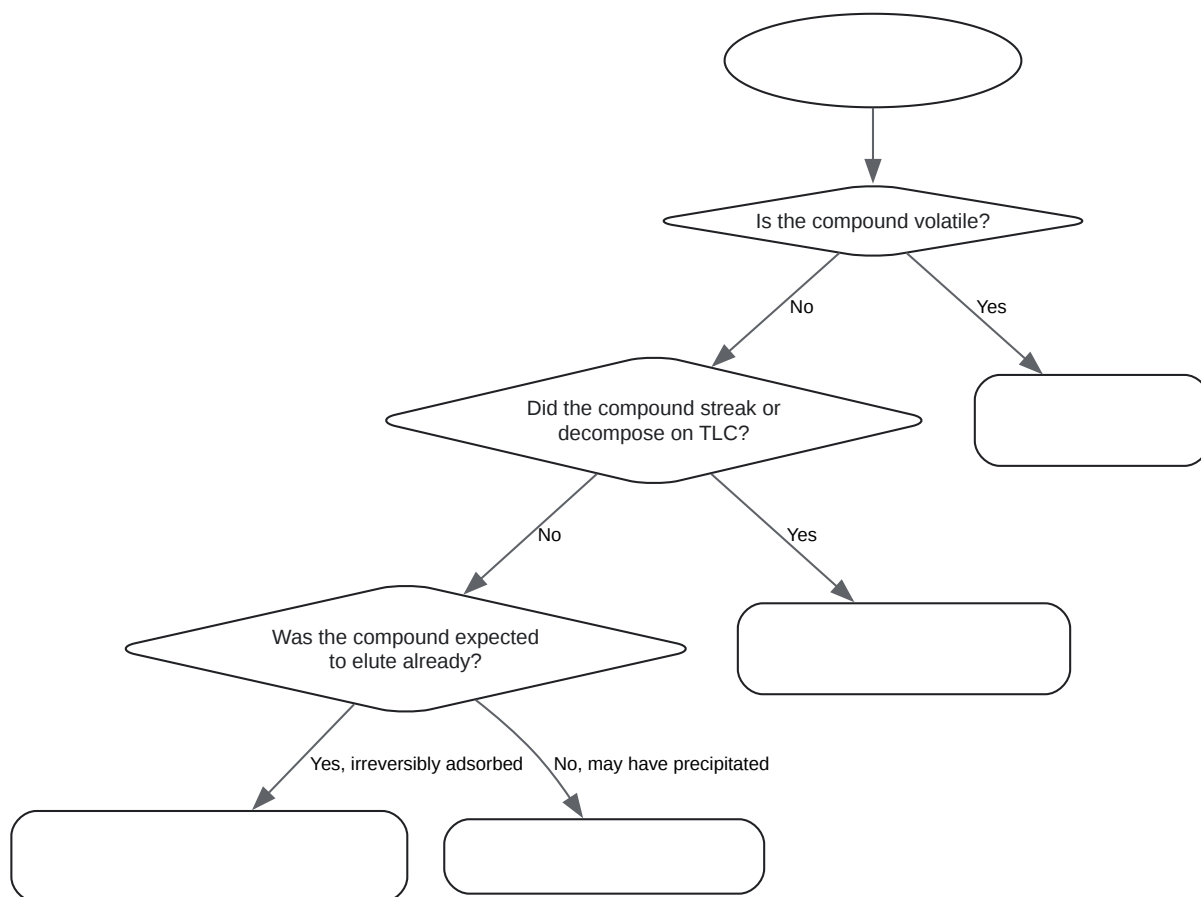 Is the compound volatile?
No
Yes
Did the compound streak or
decompose on TLC?
No
Yes
Was the compound expected
to elute already?
Yes, irreversibly adsorbed
No, may have precipitated